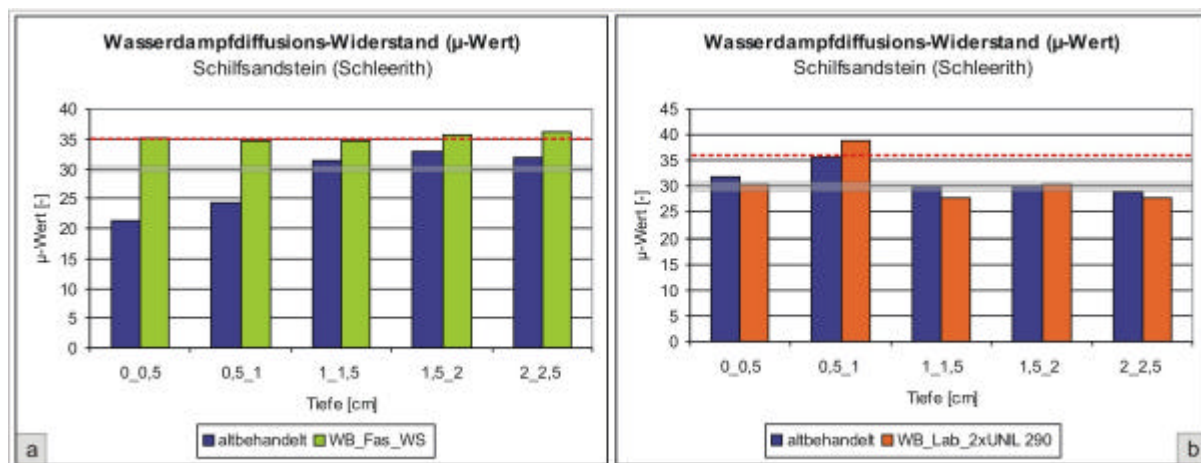 Wasserdampfdiffusions-Widerstand (µ-Wert)
Schilfsandstein (Schleerith)
µ-Wert [-]
40
35
30
25
20
15
10
5
0
0_0,5
0,5_1
1_1,5
1,5_2
2_2,5
Tiefe [cm]
altbehandelt
WB_Fas_WS
a
Wasserdampfdiffusions-Widerstand (µ-Wert)
Schilfsandstein (Schleerith)
µ-Wert [-]
45
40
35
30
25
20
15
10
5
0
0_0,5
0,5_1
1_1,5
1,5_2
2_2,5
Tiefe [cm]
altbehandelt
WB_Lab_2xUNIL 290
b